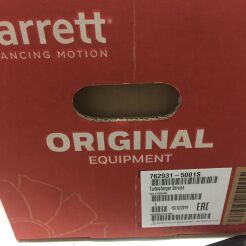 arrett
ANCING MOTION
ORIGINAL
EQUIPMENT
762931-5001S
Turbocharger Service
EAC